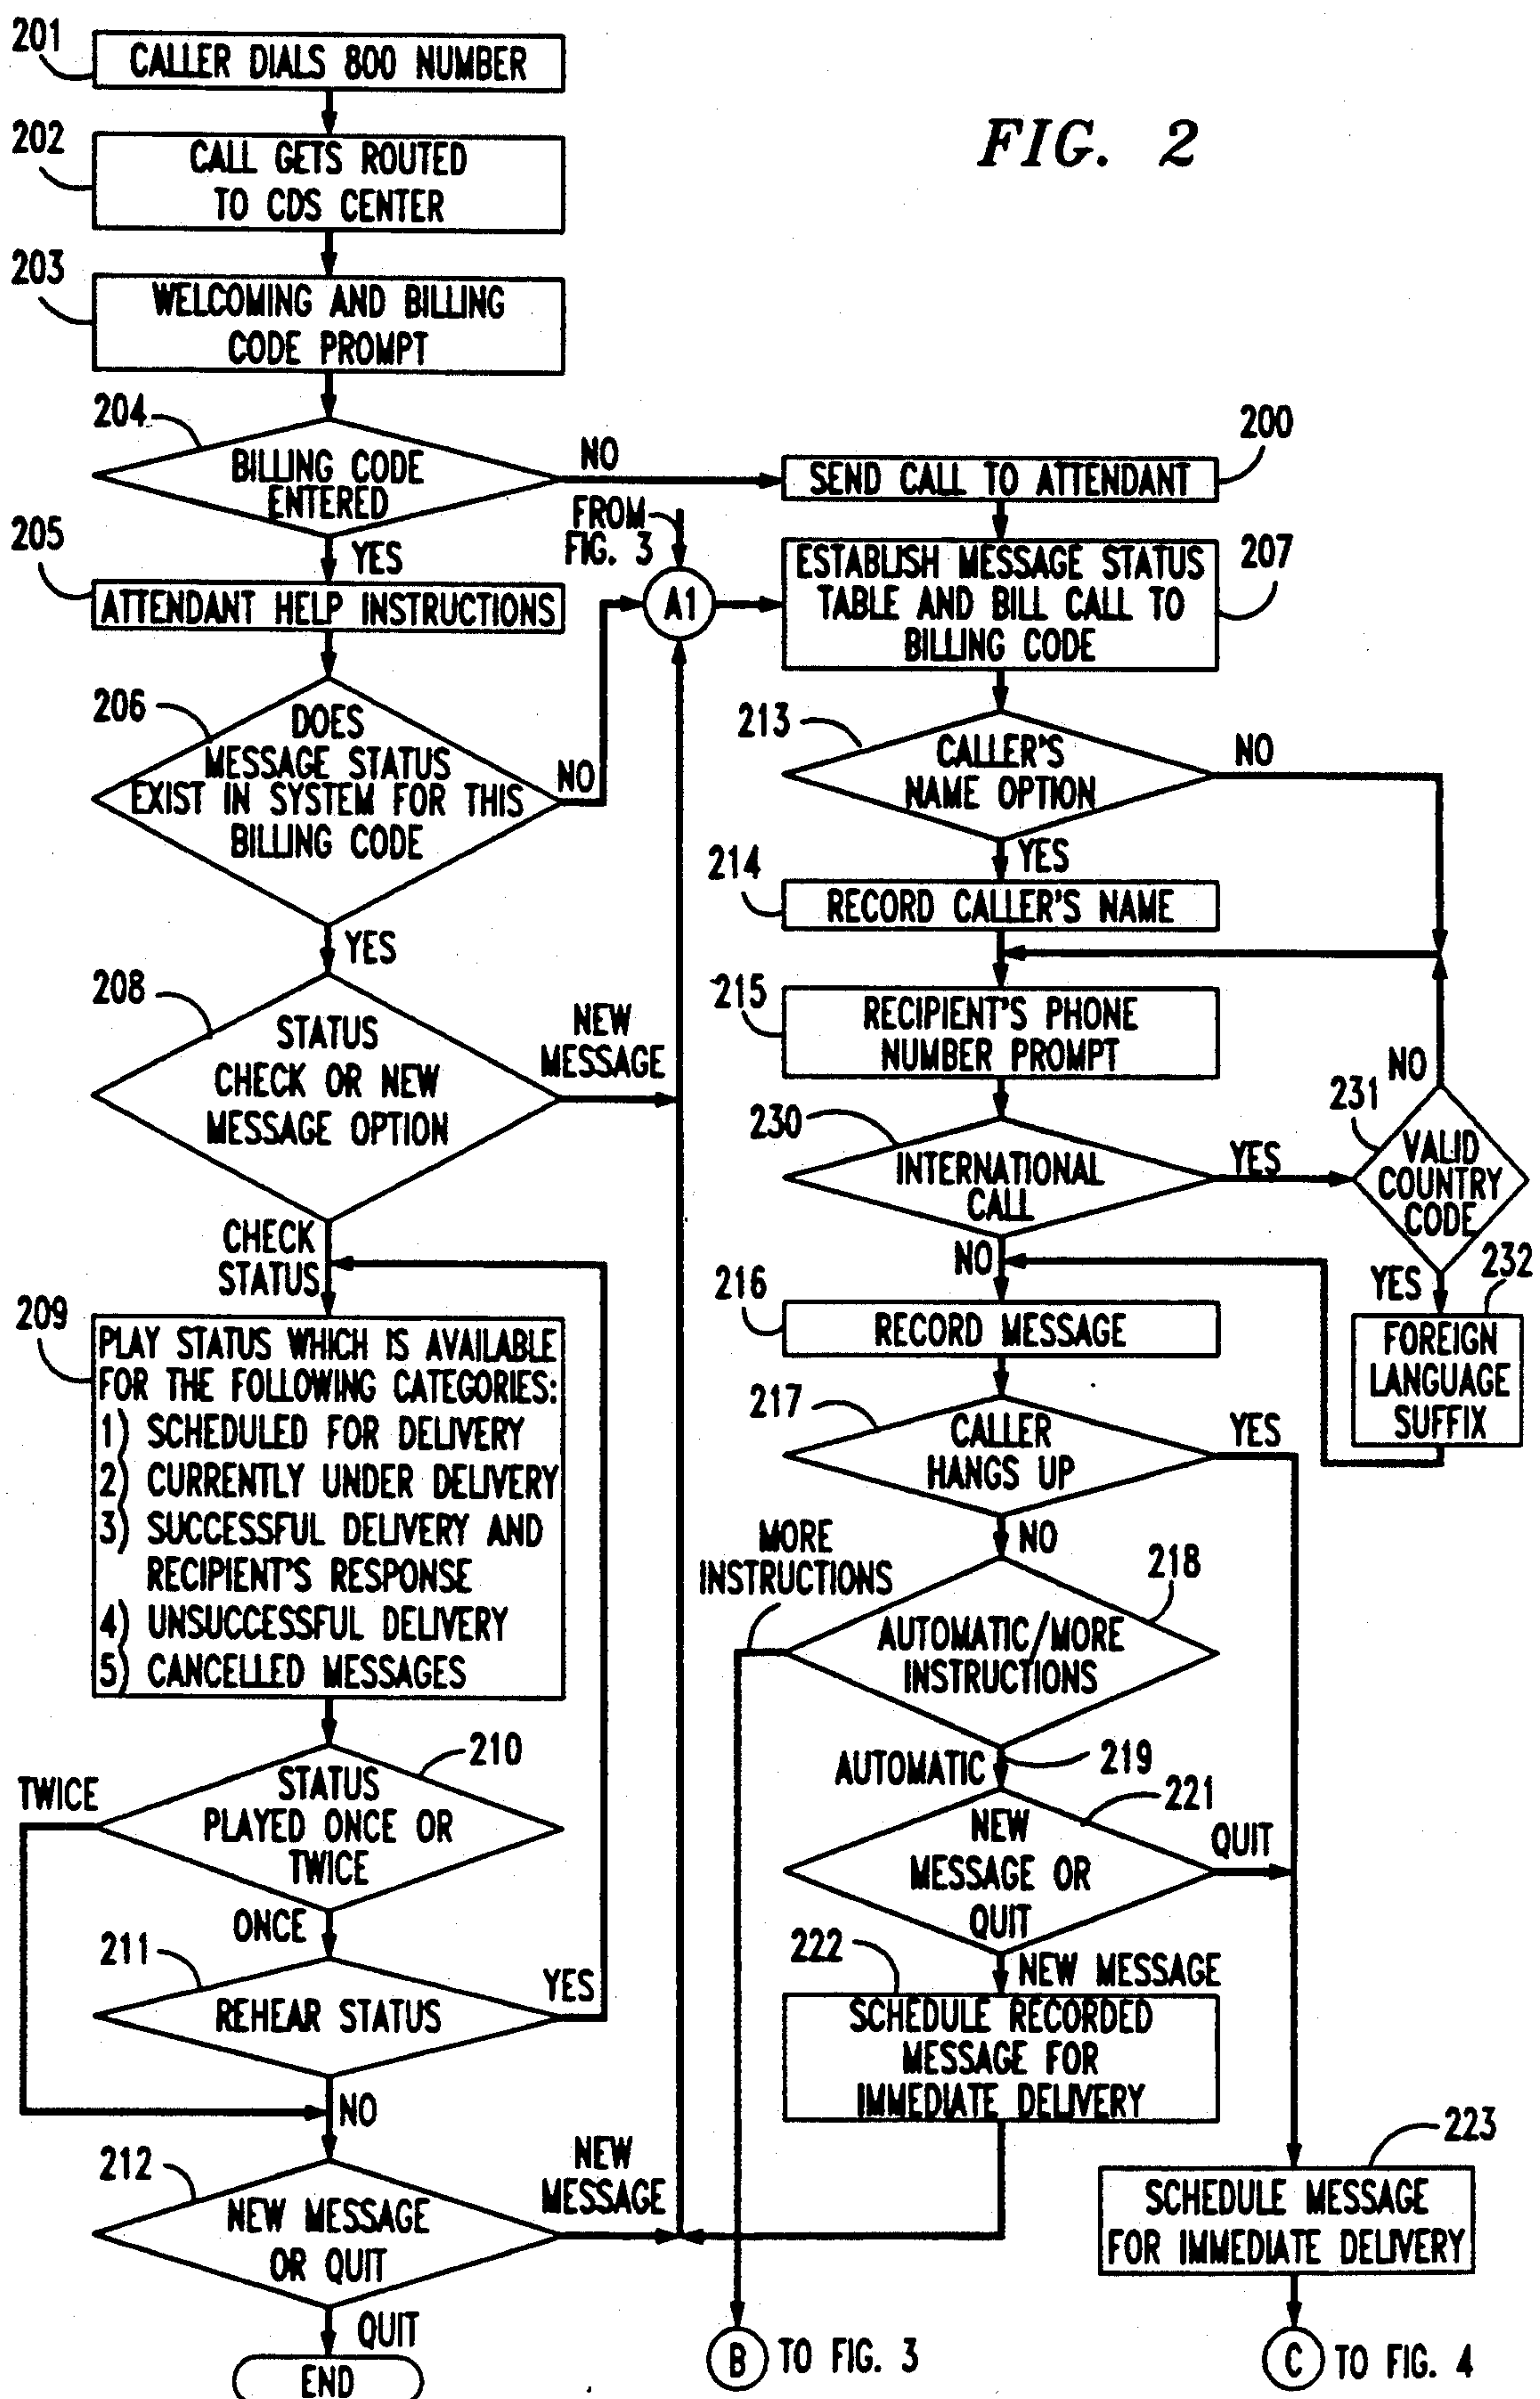 FIG. 2
201
CALLER DIALS 800 NUMBER
202
CALL GETS ROUTED
TO CDS CENTER
203
WELCOMING AND BILLING
CODE PROMPT
204
BILLING CODE
ENTERED
NO
YES
205
ATTENDANT HELP INSTRUCTIONS
206
DOES
MESSAGE STATUS
EXIST IN SYSTEM FOR THIS
BILLING CODE
NO
YES
208
STATUS
CHECK OR NEW
MESSAGE OPTION
NEW
MESSAGE
CHECK
STATUS
209
PLAY STATUS WHICH IS AVAILABLE
FOR THE FOLLOWING CATEGORIES:
1) SCHEDULED FOR DELIVERY
2) CURRENTLY UNDER DELIVERY
3) SUCCESSFUL DELIVERY AND
RECIPIENT'S RESPONSE
4) UNSUCCESSFUL DELIVERY
5) CANCELLED MESSAGES
210
STATUS
PLAYED ONCE OR
TWICE
TWICE
ONCE
211
REHEAR STATUS
YES
NO
212
NEW MESSAGE
OR QUIT
NEW
MESSAGE
QUIT
END
FROM
FIG. 3
A1
200
SEND CALL TO ATTENDANT
207
ESTABLISH MESSAGE STATUS
TABLE AND BILL CALL TO
BILLING CODE
213
CALLER'S
NAME OPTION
NO
YES
214
RECORD CALLER'S NAME
215
RECIPIENT'S PHONE
NUMBER PROMPT
230
INTERNATIONAL
CALL
YES
NO
231
VALID
COUNTRY
CODE
NO
YES
232
FOREIGN
LANGUAGE
SUFFIX
216
RECORD MESSAGE
217
CALLER
HANGS UP
YES
NO
MORE
INSTRUCTIONS
218
AUTOMATIC/MORE
INSTRUCTIONS
AUTOMATIC
219
221
NEW
MESSAGE OR
QUIT
QUIT
NEW MESSAGE
222
SCHEDULE RECORDED
MESSAGE FOR
IMMEDIATE DELIVERY
223
SCHEDULE MESSAGE
FOR IMMEDIATE DELIVERY
B TO FIG. 3
C TO FIG. 4